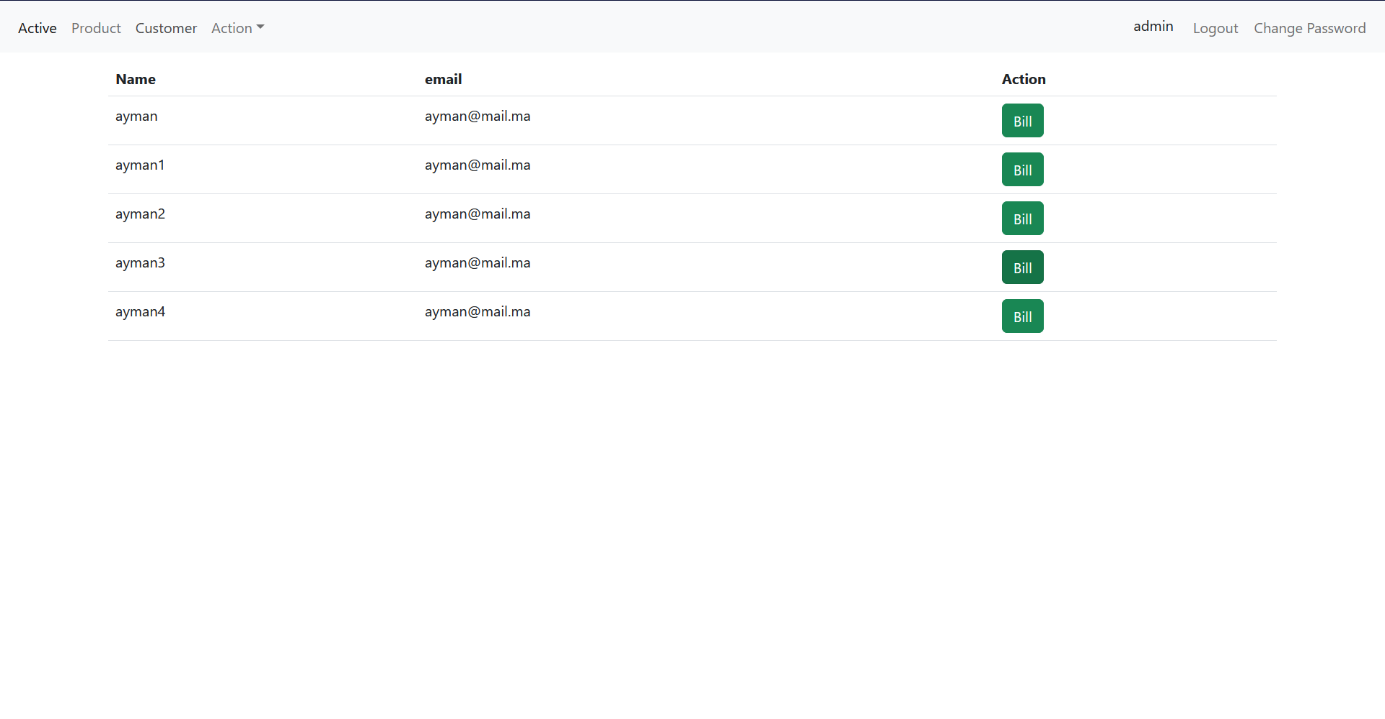 Active Product Customer Action admin Logout Change Password
Name email Action
ayman ayman@mail.ma Bill
ayman1 ayman@mail.ma Bill
ayman2 ayman@mail.ma Bill
ayman3 ayman@mail.ma Bill
ayman4 ayman@mail.ma Bill